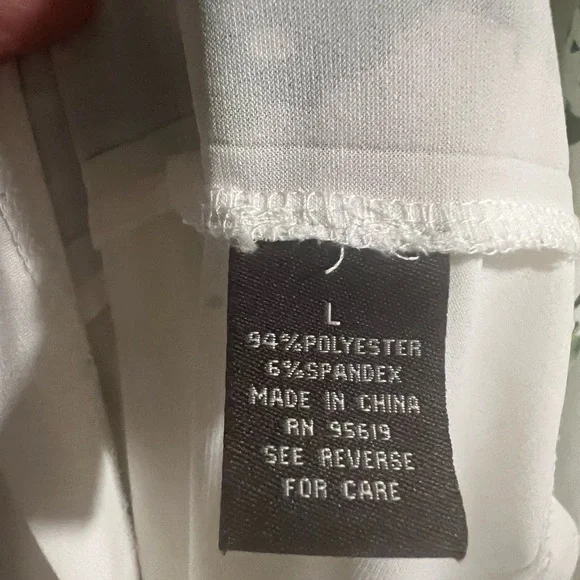 L
94%POLYESTER
6%SPANDEX
MADE IN CHINA
RN 95619
SEE REVERSE
FOR CARE